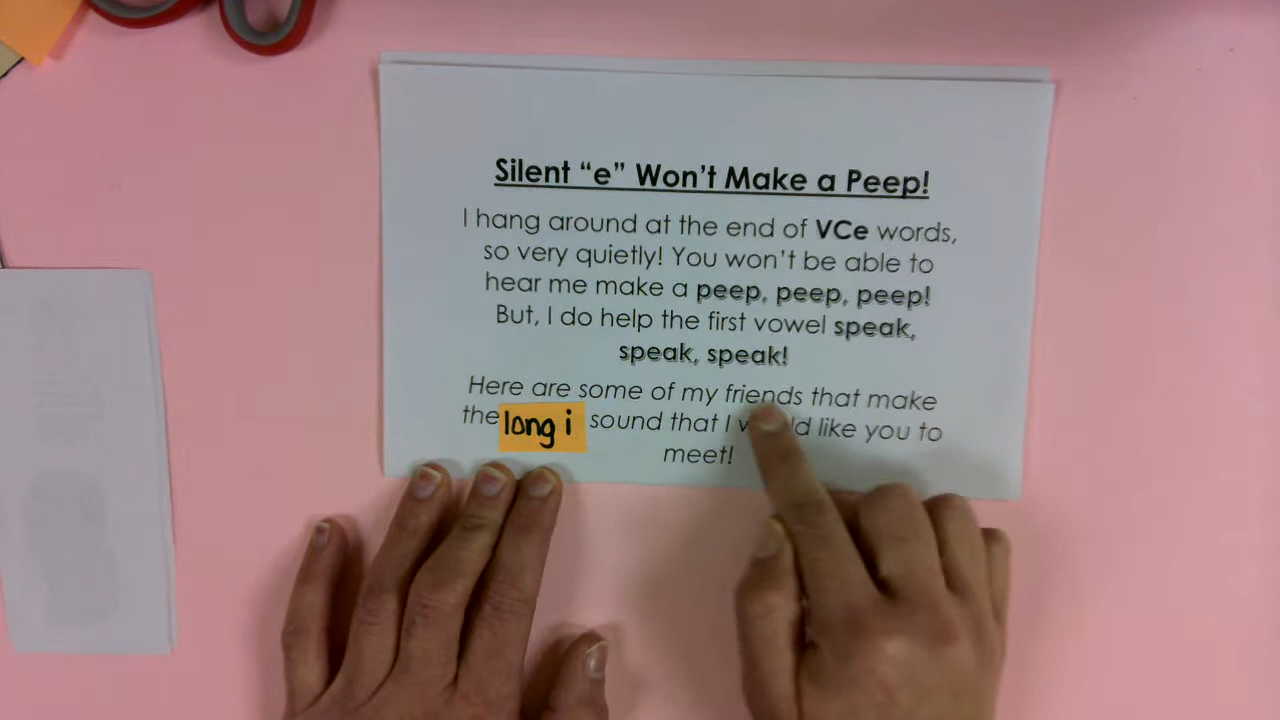 Silent “e” Won’t Make a Peep!
I hang around at the end of VCe words,
so very quietly! You won’t be able to
hear me make a peep, peep, peep!
But, I do help the first vowel speak,
speak, speak!
Here are some of my friends that make
the long i sound that I would like you to
meet!